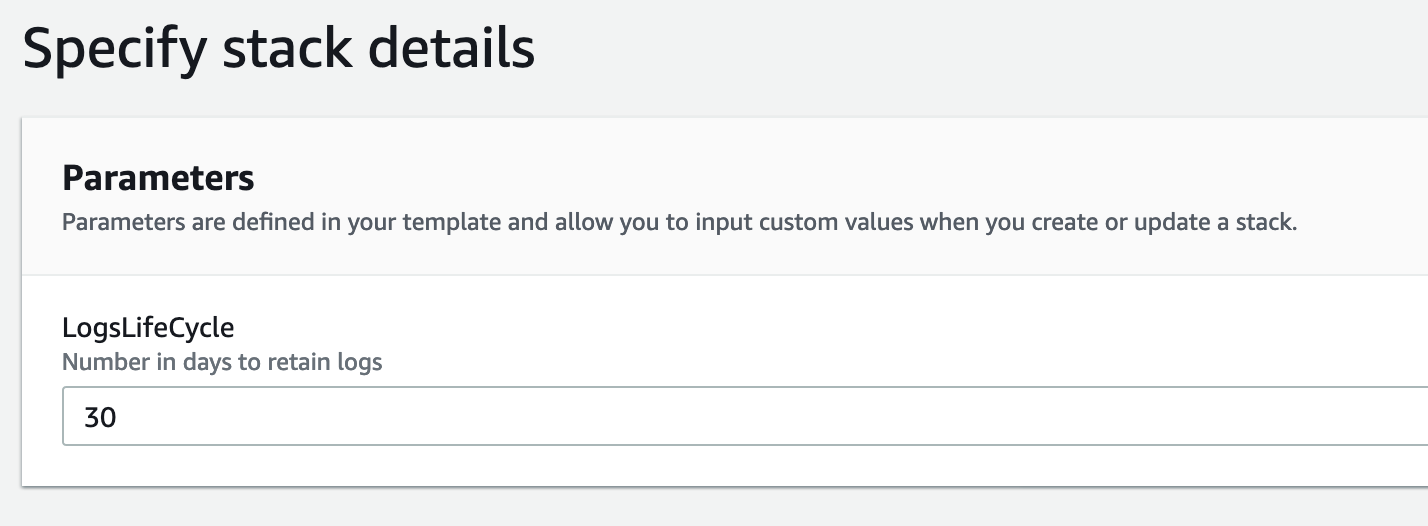 Specify stack details
Parameters
Parameters are defined in your template and allow you to input custom values when you create or update a stack.
LogsLifeCycle
Number in days to retain logs
30